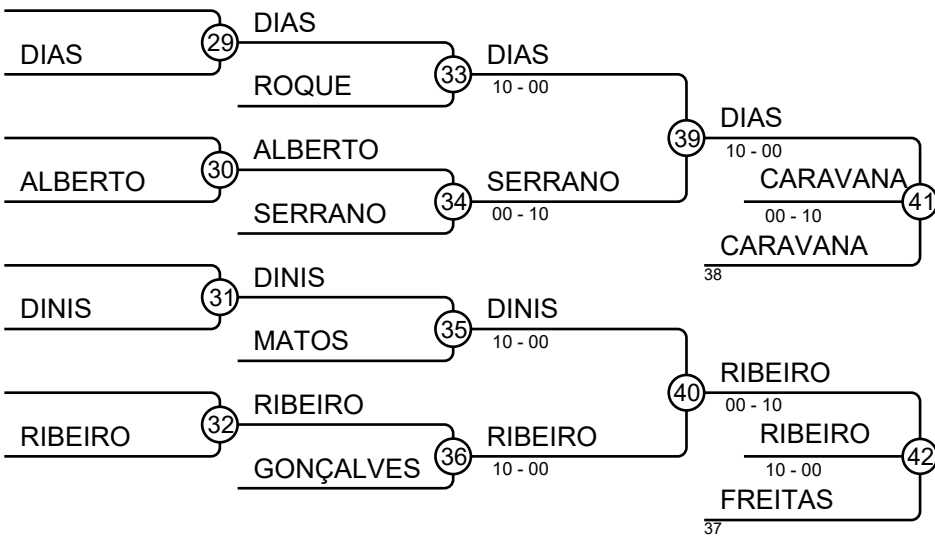 DIAS
29
DIAS
ROQUE
33
DIAS
10 - 00
ALBERTO
30
ALBERTO
SERRANO
34
SERRANO
00 - 10
39
DIAS
10 - 00
CARAVANA
00 - 10
41
CARAVANA
38
DINIS
31
DINIS
MATOS
35
DINIS
10 - 00
RIBEIRO
32
RIBEIRO
GONÇALVES
36
RIBEIRO
10 - 00
40
RIBEIRO
00 - 10
RIBEIRO
10 - 00
42
FREITAS
37